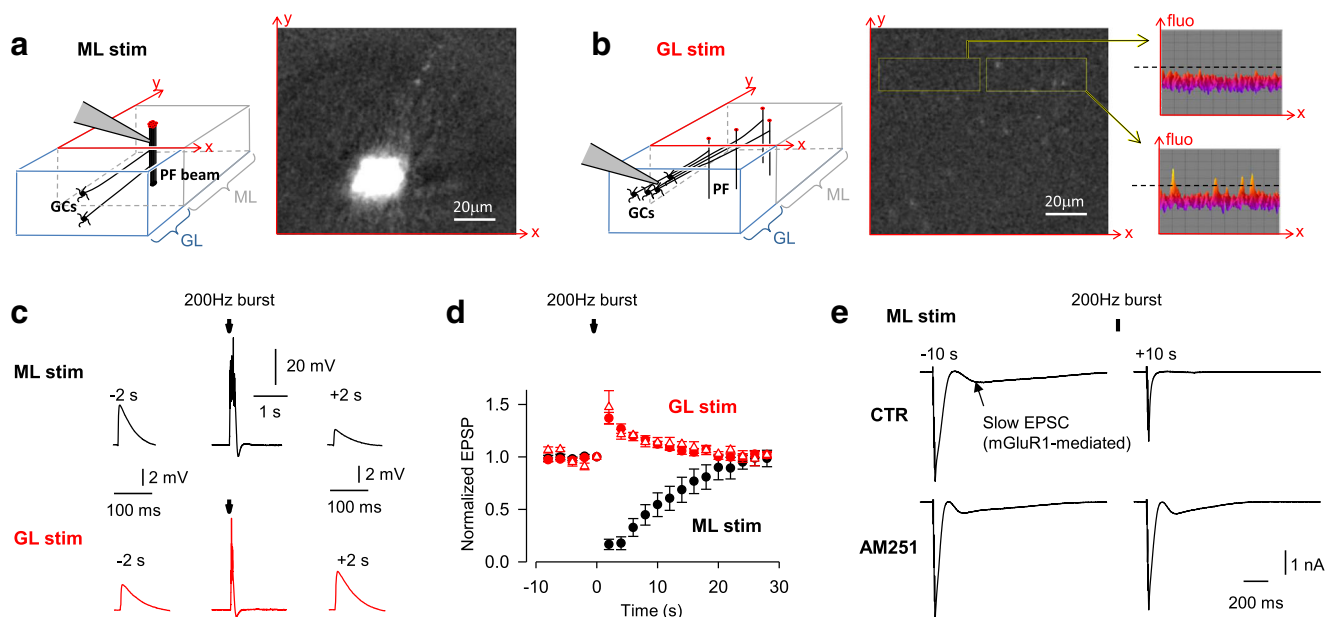 a
ML stim
y
x
PF beam
GCs
GL
ML
y
20µm
x
b
GL stim
y
x
GCs
PF
GL
ML
y
20µm
x
fluo
x
fluo
x
c
200Hz burst
ML stim
-2 s
20 mV
1 s
+2 s
2 mV
100 ms
2 mV
100 ms
GL stim
-2 s
+2 s
d
200Hz burst
Normalized EPSP
1.5
1.0
0.5
0.0
GL stim
ML stim
-10 0 10 20 30
Time (s)
e
ML stim
200Hz burst
-10 s
+10 s
CTR
Slow EPSC
(mGluR1-mediated)
AM251
1 nA
200 ms